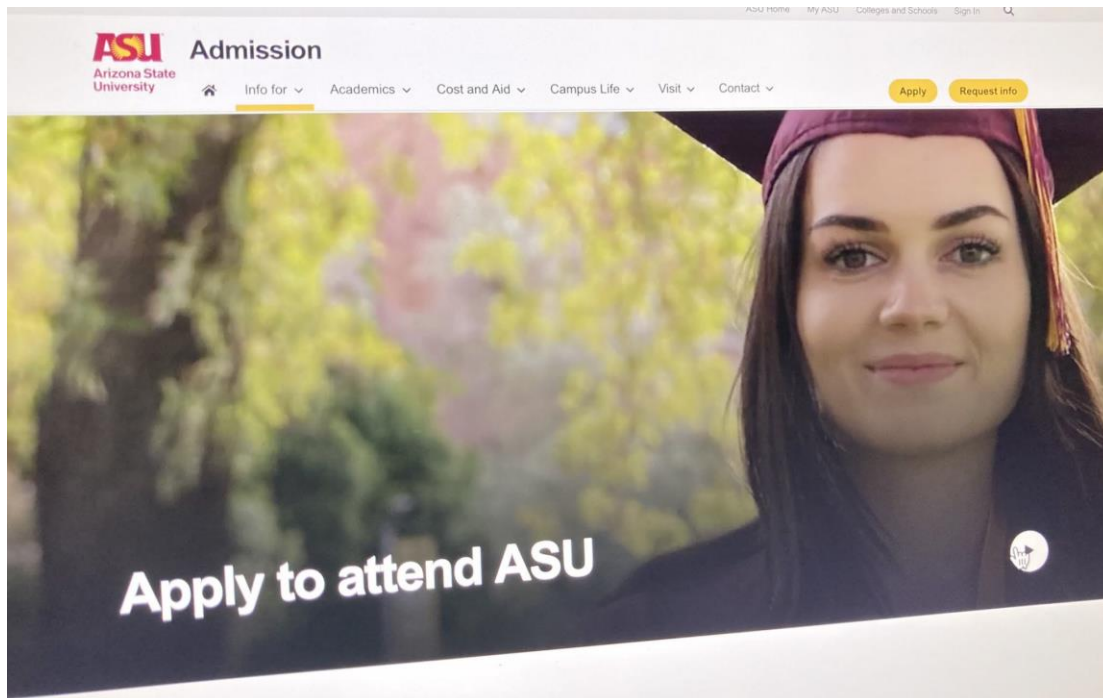 ASU Home My ASU Colleges and Schools Sign In
ASU
Arizona State
University
Admission
Info for Academics Cost and Aid Campus Life Visit Contact
Apply Request info
Apply to attend ASU